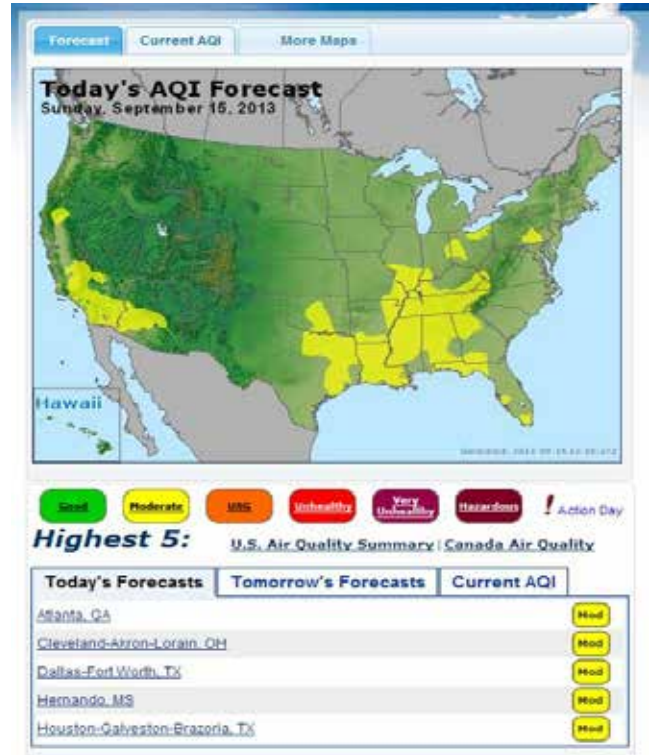 Forecast Current AQI More Maps
Today's AQI Forecast
Sunday, September 15, 2013
Hawaii
Good Moderate USG Unhealthy Very Unhealthy Hazardous ! Action Day
Highest 5: U.S. Air Quality Summary | Canada Air Quality
Today's Forecasts Tomorrow's Forecasts Current AQI
Atlanta, GA Mod
Cleveland-Akron-Lorain, OH Mod
Dallas-Fort Worth, TX Mod
Hernando, MS Mod
Houston-Galveston-Brazoria, TX Mod